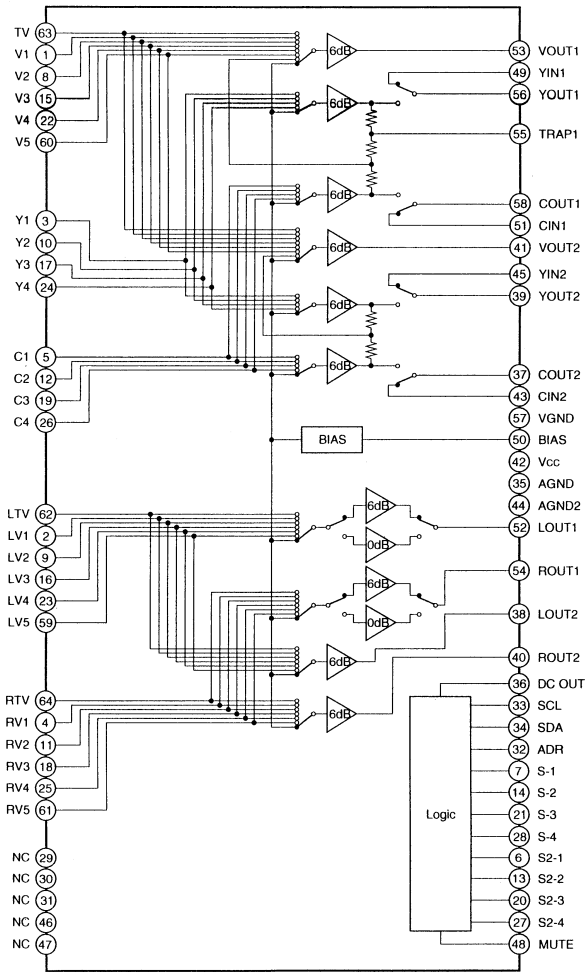 TV 63
V1 1
V2 8
V3 15
V4 22
V5 60
Y1 3
Y2 10
Y3 17
Y4 24
C1 5
C2 12
C3 19
C4 26
LTV 62
LV1 2
LV2 9
LV3 16
LV4 23
LV5 59
RTV 64
RV1 4
RV2 11
RV3 18
RV4 25
RV5 61
NC 29
NC 30
NC 31
NC 46
NC 47
6dB
6dB
6dB
6dB
6dB
6dB
BIAS
6dB
0dB
6dB
0dB
6dB
6dB
Logic
53 VOUT1
49 YIN1
56 YOUT1
55 TRAP1
58 COUT1
51 CIN1
41 VOUT2
45 YIN2
39 YOUT2
37 COUT2
43 CIN2
57 VGND
50 BIAS
42 Vcc
35 AGND
44 AGND2
52 LOUT1
54 ROUT1
38 LOUT2
40 ROUT2
36 DC OUT
33 SCL
34 SDA
32 ADR
7 S-1
14 S-2
21 S-3
28 S-4
6 S2-1
13 S2-2
20 S2-3
27 S2-4
48 MUTE